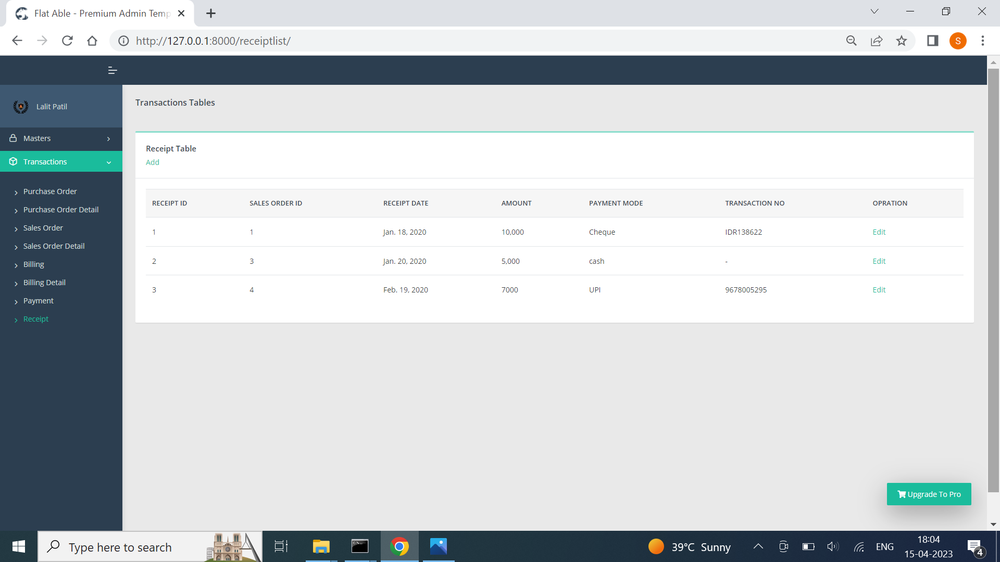 Flat Able - Premium Admin Temp
http://127.0.0.1:8000/receiptlist/
S
Lalit Patil
Masters
Transactions
Purchase Order
Purchase Order Detail
Sales Order
Sales Order Detail
Billing
Billing Detail
Payment
Receipt
Transactions Tables
Receipt Table
Add
RECEIPT ID SALES ORDER ID RECEIPT DATE AMOUNT PAYMENT MODE TRANSACTION NO OPRATION
1 1 Jan. 18, 2020 10,000 Cheque IDR138622 Edit
2 3 Jan. 20, 2020 5,000 cash - Edit
3 4 Feb. 19, 2020 7000 UPI 9678005295 Edit
Upgrade To Pro
Type here to search
39°C Sunny
ENG
18:04
15-04-2023
4